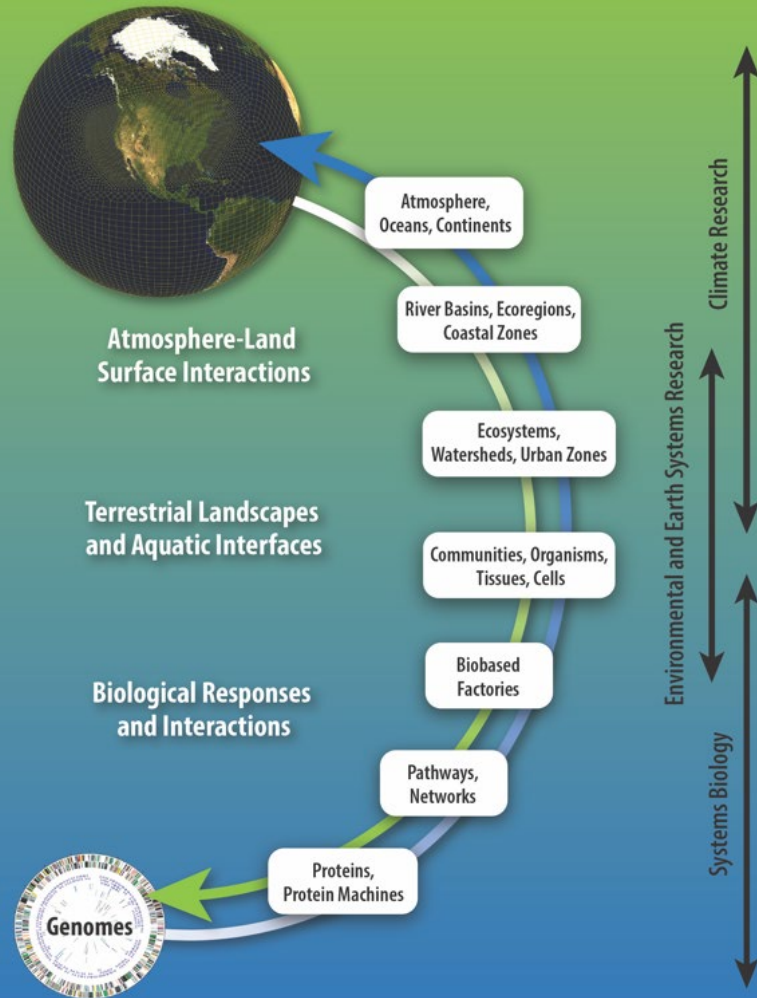 Atmosphere,
Oceans, Continents
River Basins, Ecoregions,
Coastal Zones
Atmosphere-Land
Surface Interactions
Ecosystems,
Watersheds, Urban Zones
Terrestrial Landscapes
and Aquatic Interfaces
Communities, Organisms,
Tissues, Cells
Biobased
Factories
Biological Responses
and Interactions
Pathways,
Networks
Proteins,
Protein Machines
Genomes
Climate Research
Environmental and Earth Systems Research
Systems Biology